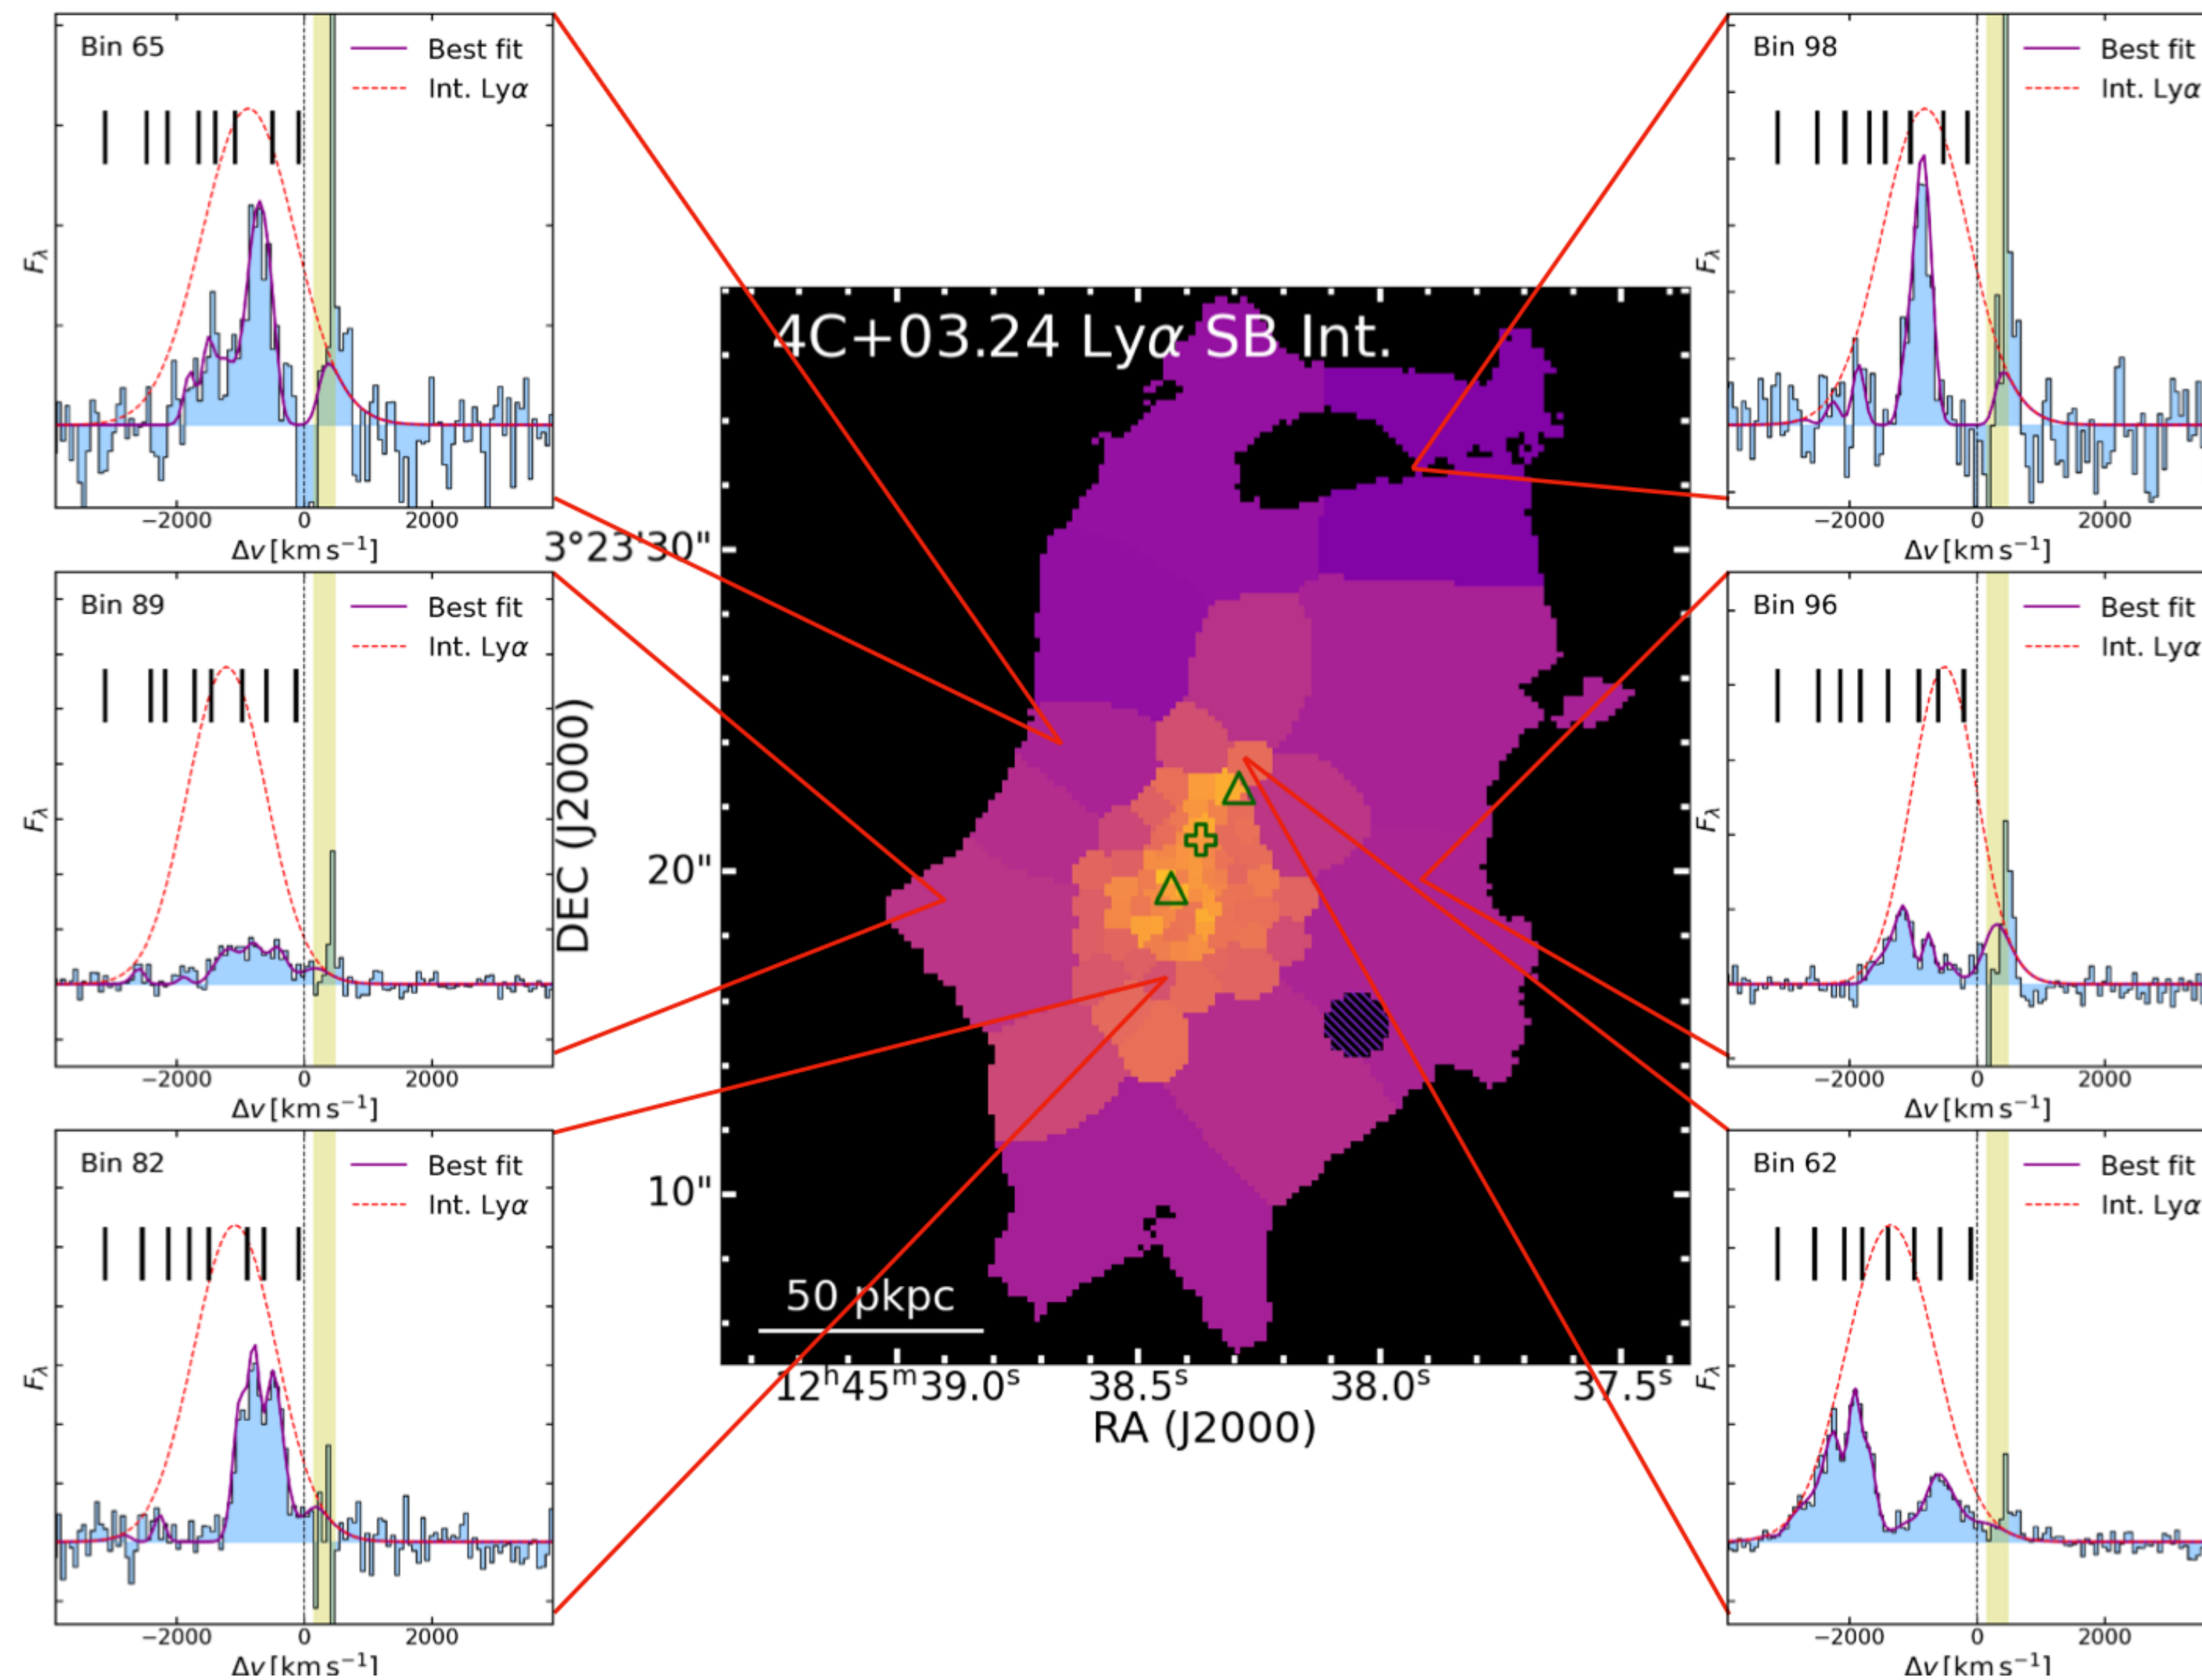 Bin 65
Best fit
Int. Lyα
Fλ
−2000 0 2000
Δv [km s⁻¹]
Bin 89
Best fit
Int. Lyα
Fλ
−2000 0 2000
Δv [km s⁻¹]
Bin 82
Best fit
Int. Lyα
Fλ
−2000 0 2000
Δv [km s⁻¹]
4C+03.24 Lyα SB Int.
3°23'30"
20"
10"
DEC (J2000)
50 pkpc
12ʰ45ᵐ39.0ˢ 38.5ˢ 38.0ˢ 37.5ˢ
RA (J2000)
Bin 98
Best fit
Int. Lyα
Fλ
−2000 0 2000
Δv [km s⁻¹]
Bin 96
Best fit
Int. Lyα
Fλ
−2000 0 2000
Δv [km s⁻¹]
Bin 62
Best fit
Int. Lyα
Fλ
−2000 0 2000
Δv [km s⁻¹]